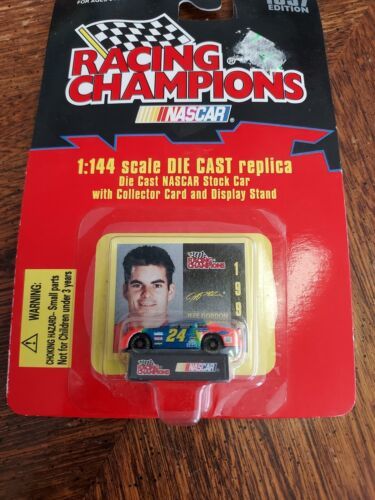 1997
EDITION
RACING
CHAMPIONS®
NASCAR
1:144 scale DIE CAST replica
Die Cast NASCAR Stock Car
with Collector Card and Display Stand
WARNING:
CHOKING HAZARD-- Small parts
Not for Children under 3 years
RACING
CHAMPIONS
1
9
9
JEFF GORDON
24
RACING
CHAMPIONS
NASCAR